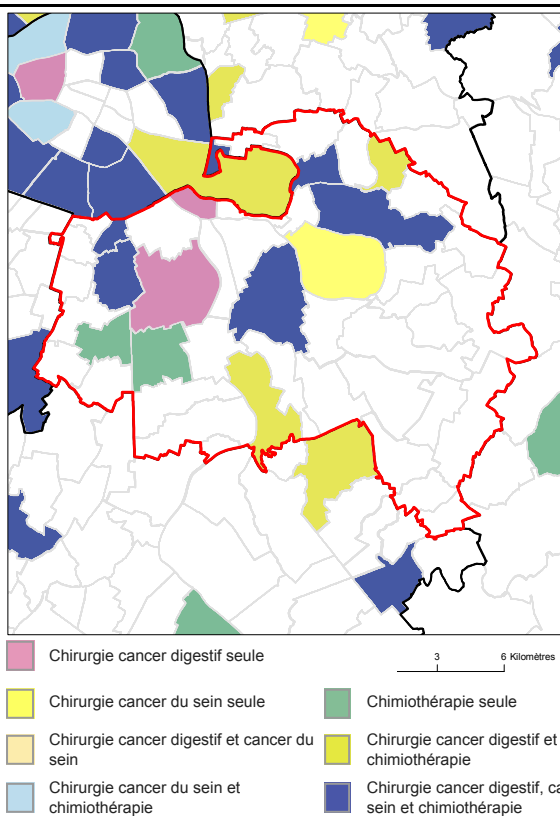 Chirurgie cancer digestif seule
3 6 Kilomètres
Chirurgie cancer du sein seule
Chimiothérapie seule
Chirurgie cancer digestif et cancer du
sein
Chirurgie cancer digestif et
chimiothérapie
Chirurgie cancer du sein et
chimiothérapie
Chirurgie cancer digestif, ca
sein et chimiothérapie